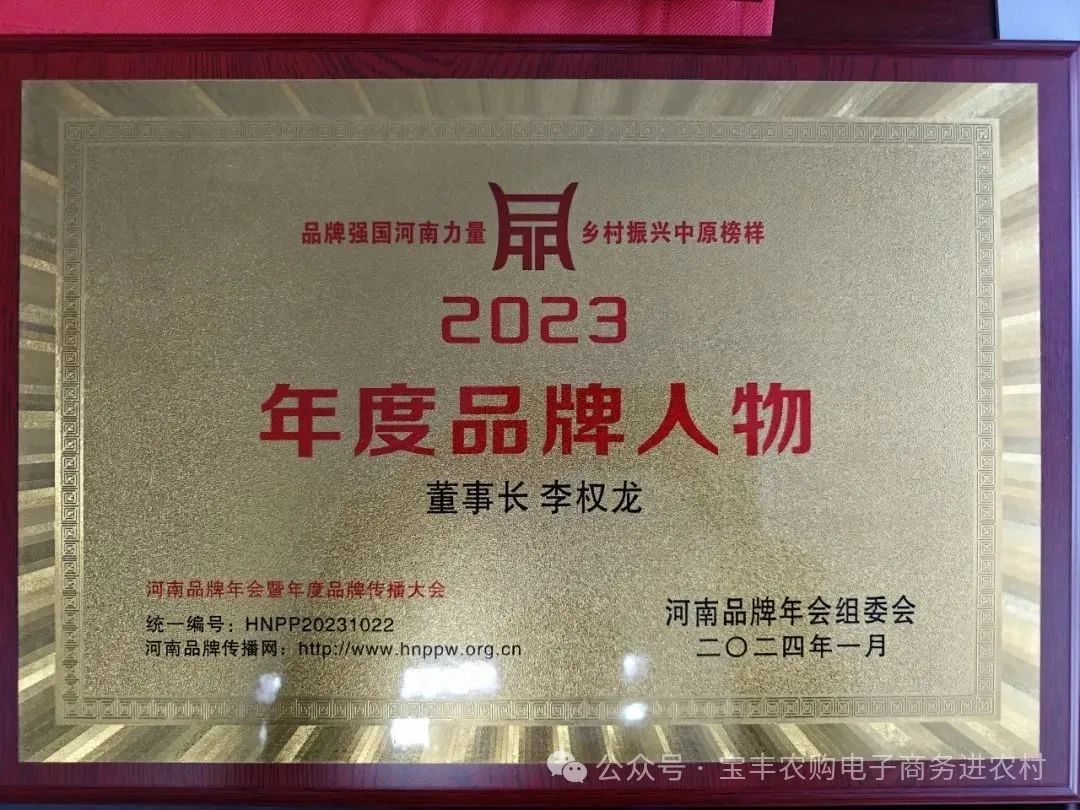 品牌强国河南力量 乡村振兴中原榜样
2023
年度品牌人物
董事长 李权龙
河南品牌年会暨年度品牌传播大会
统一编号：HNPP20231022
河南品牌传播网：http://www.hnppw.org.cn
河南品牌年会组委会
二〇二四年一月
公众号 · 宝丰农购电子商务进农村